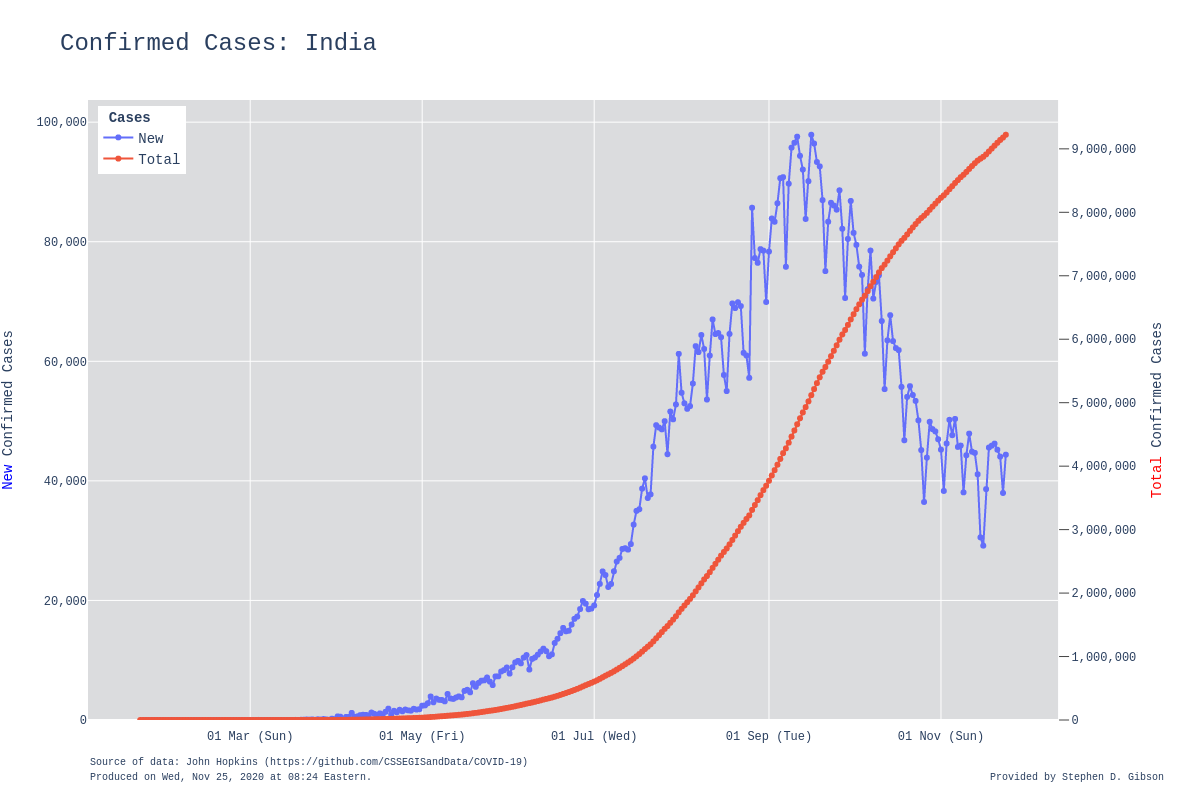 Confirmed Cases: India
Cases
New
Total
100,000
80,000
60,000
40,000
20,000
0
New Confirmed Cases
9,000,000
8,000,000
7,000,000
6,000,000
5,000,000
4,000,000
3,000,000
2,000,000
1,000,000
0
Total Confirmed Cases
01 Mar (Sun)
01 May (Fri)
01 Jul (Wed)
01 Sep (Tue)
01 Nov (Sun)
Source of data: John Hopkins (https://github.com/CSSEGISandData/COVID-19)
Produced on Wed, Nov 25, 2020 at 08:24 Eastern.
Provided by Stephen D. Gibson